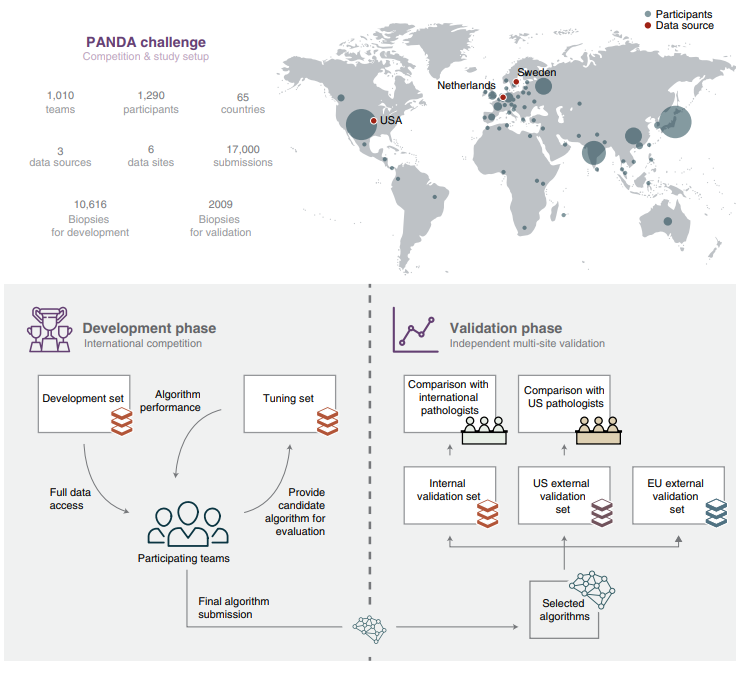 PANDA challenge
Competition & study setup
1,010
teams
1,290
participants
65
countries
3
data sources
6
data sites
17,000
submissions
10,616
Biopsies
for development
2009
Biopsies
for validation
Participants
Data source
Sweden
Netherlands
USA
Development phase
International competition
Development set
Algorithm
performance
Tuning set
Full data
access
Provide
candidate
algorithm for
evaluation
Participating teams
Final algorithm
submission
Validation phase
Independent multi-site validation
Comparison with
international
pathologists
Comparison with
US pathologists
Internal
validation set
US external
validation
set
EU external
validation
set
Selected
algorithms